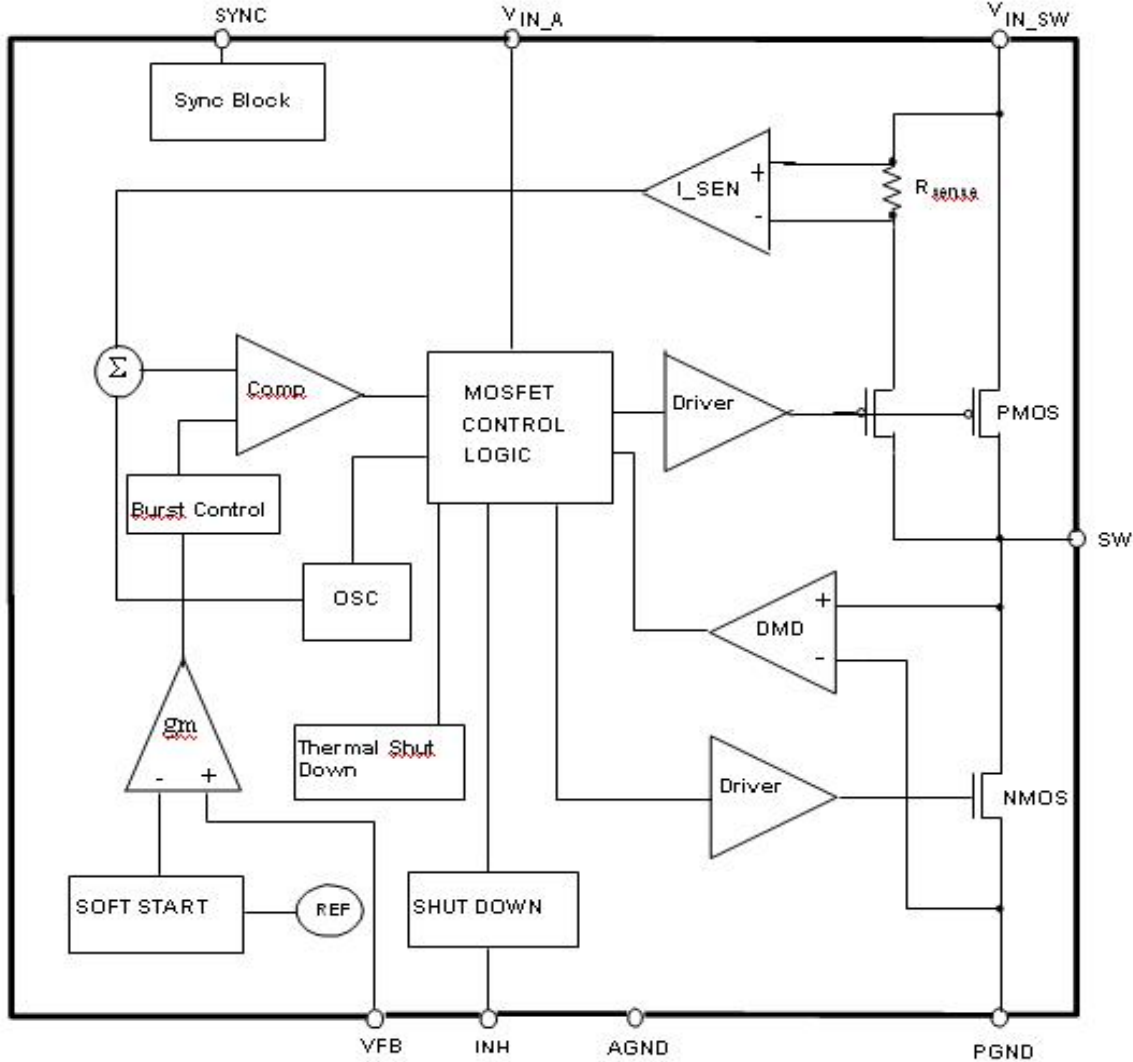 SYNC
VIN_A
VIN_SW
Sync Block
I_SEN
+
-
Rsense
Σ
Comp
MOSFET
CONTROL
LOGIC
Driver
PMOS
Burst Control
SW
OSC
DMD
+
-
gm
-
+
Thermal Shut
Down
Driver
NMOS
SOFT START
REF
SHUT DOWN
VFB
INH
AGND
PGND